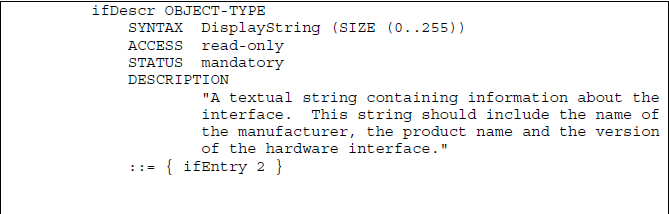 ifDescr OBJECT-TYPE
SYNTAX  DisplayString (SIZE (0..255))
ACCESS  read-only
STATUS  mandatory
DESCRIPTION
"A textual string containing information about the
interface.  This string should include the name of
the manufacturer, the product name and the version
of the hardware interface."
::= { ifEntry 2 }